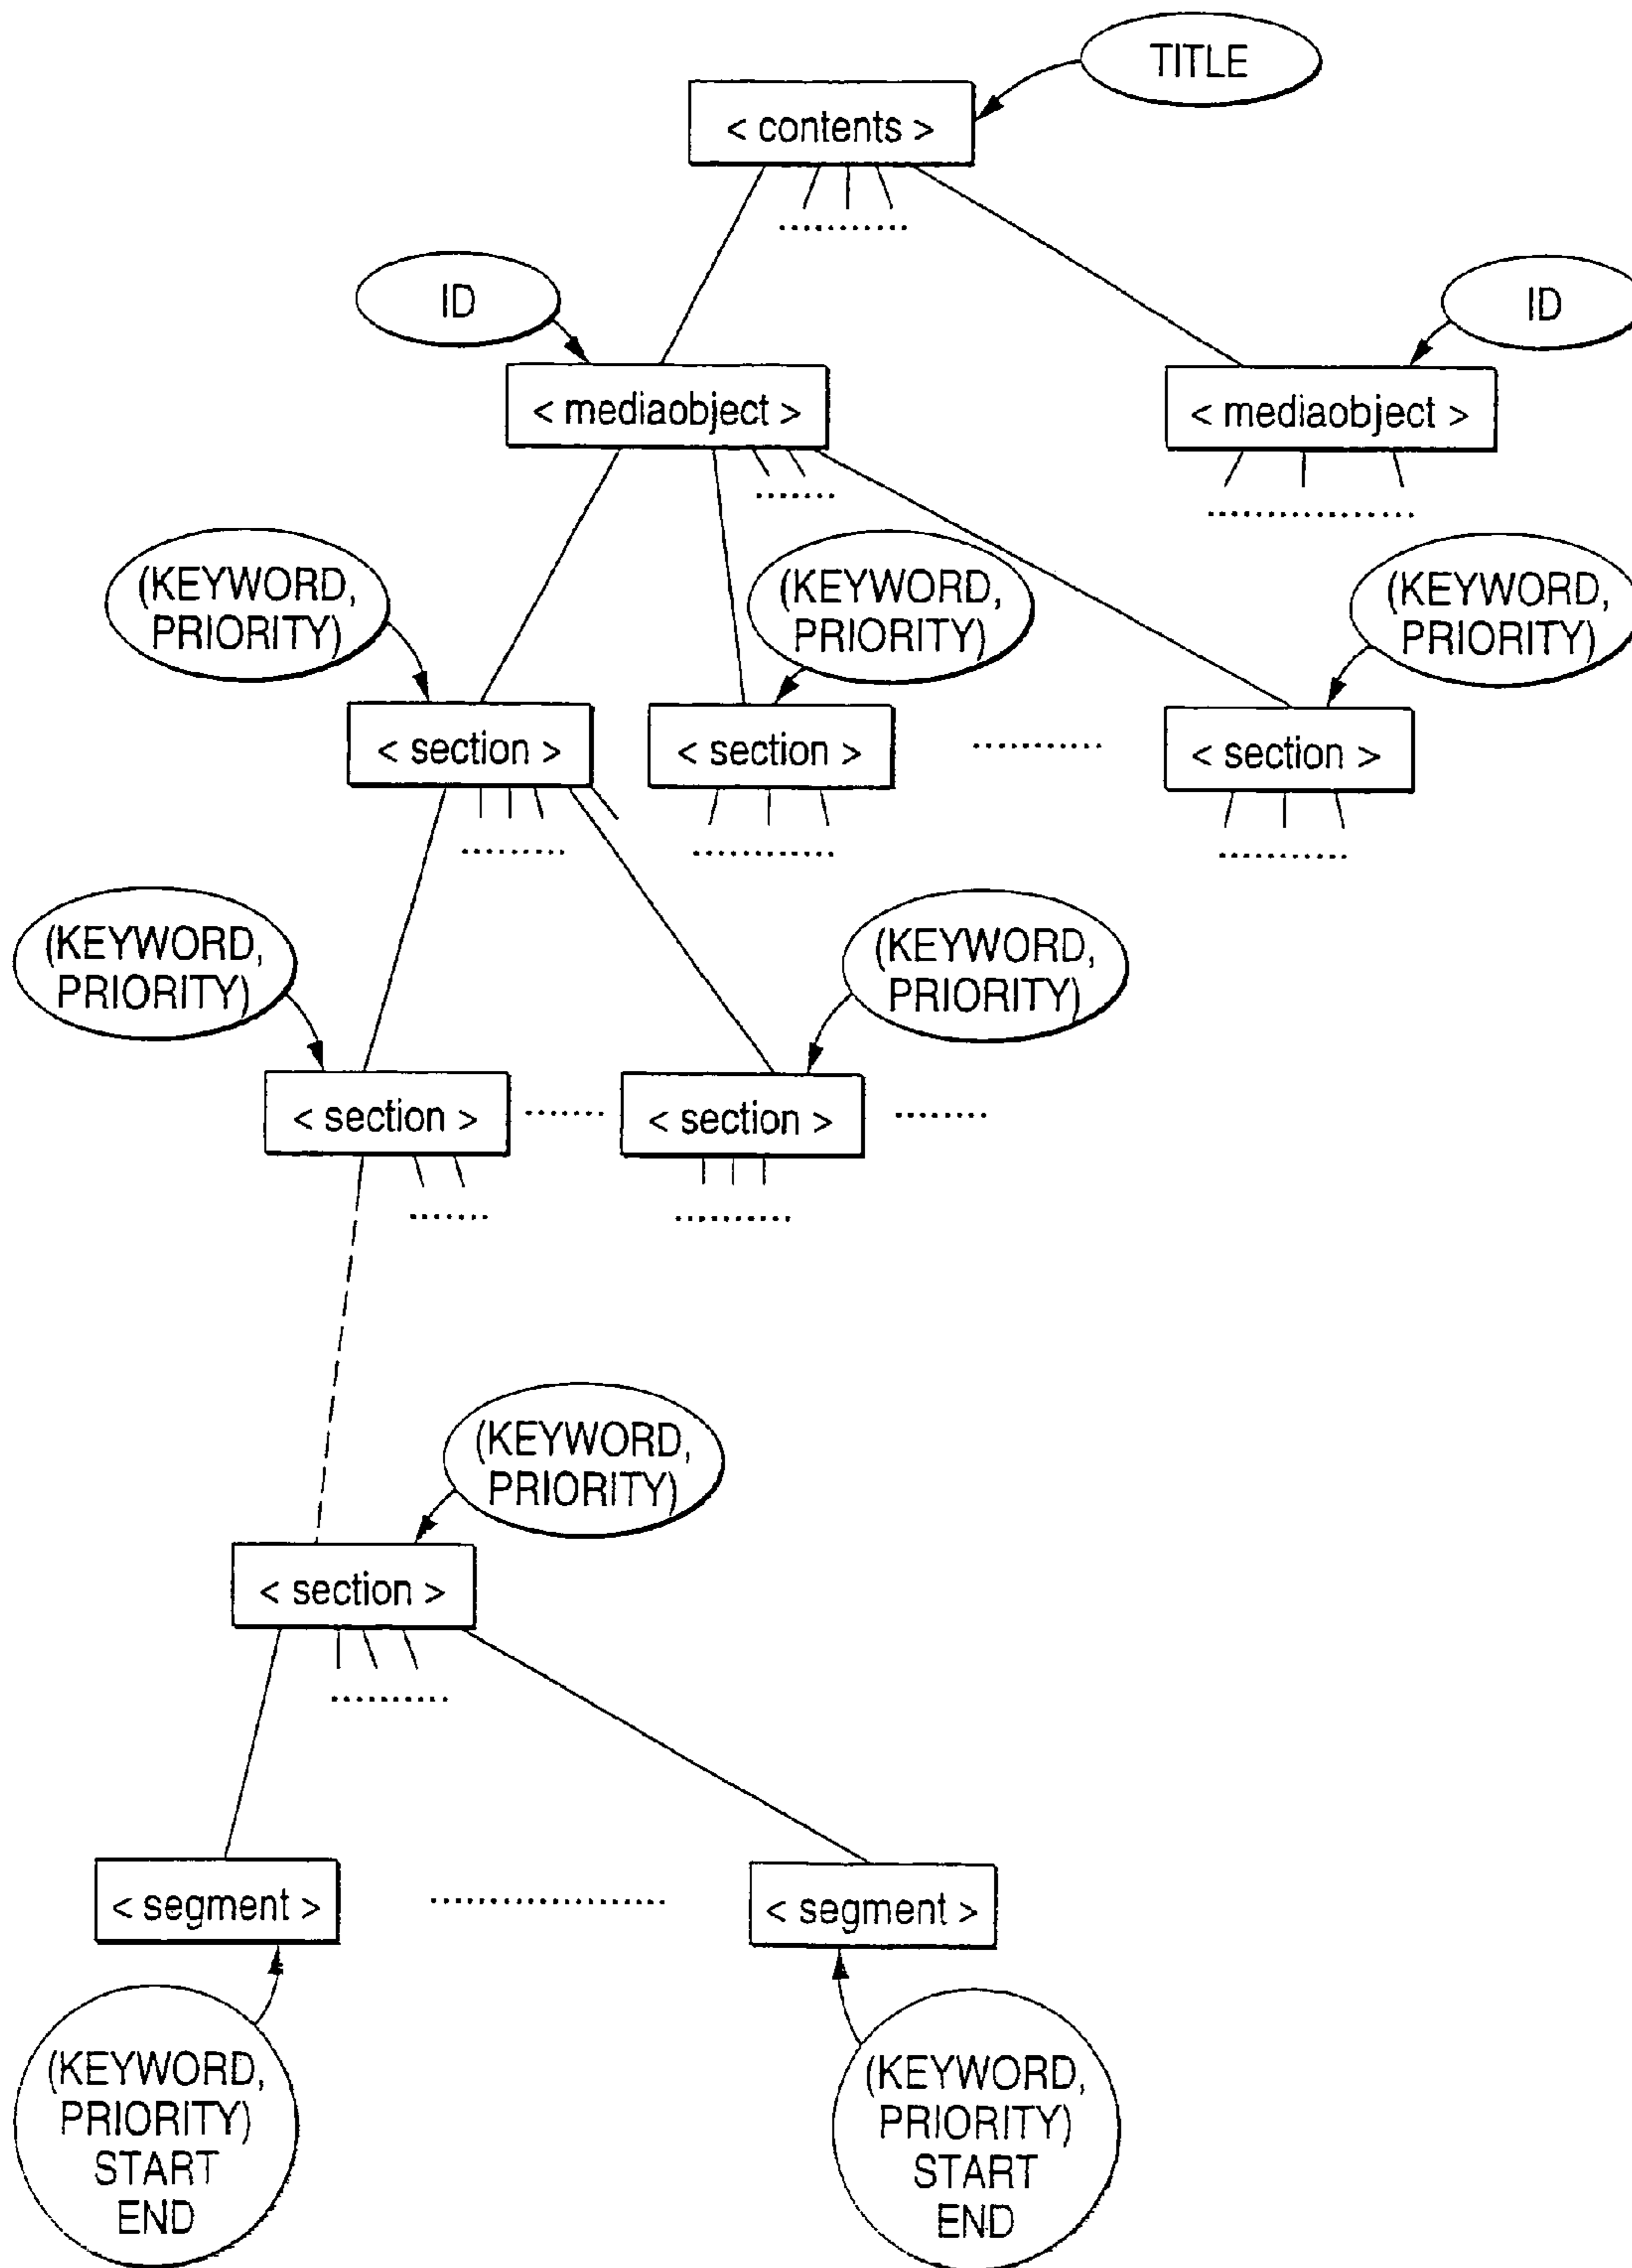 TITLE
< contents >
ID
ID
< mediaobject >
< mediaobject >
(KEYWORD,
PRIORITY)
(KEYWORD,
PRIORITY)
(KEYWORD,
PRIORITY)
< section >
< section >
< section >
(KEYWORD,
PRIORITY)
(KEYWORD,
PRIORITY)
< section >
< section >
(KEYWORD,
PRIORITY)
< section >
< segment >
< segment >
(KEYWORD,
PRIORITY)
START
END
(KEYWORD,
PRIORITY)
START
END